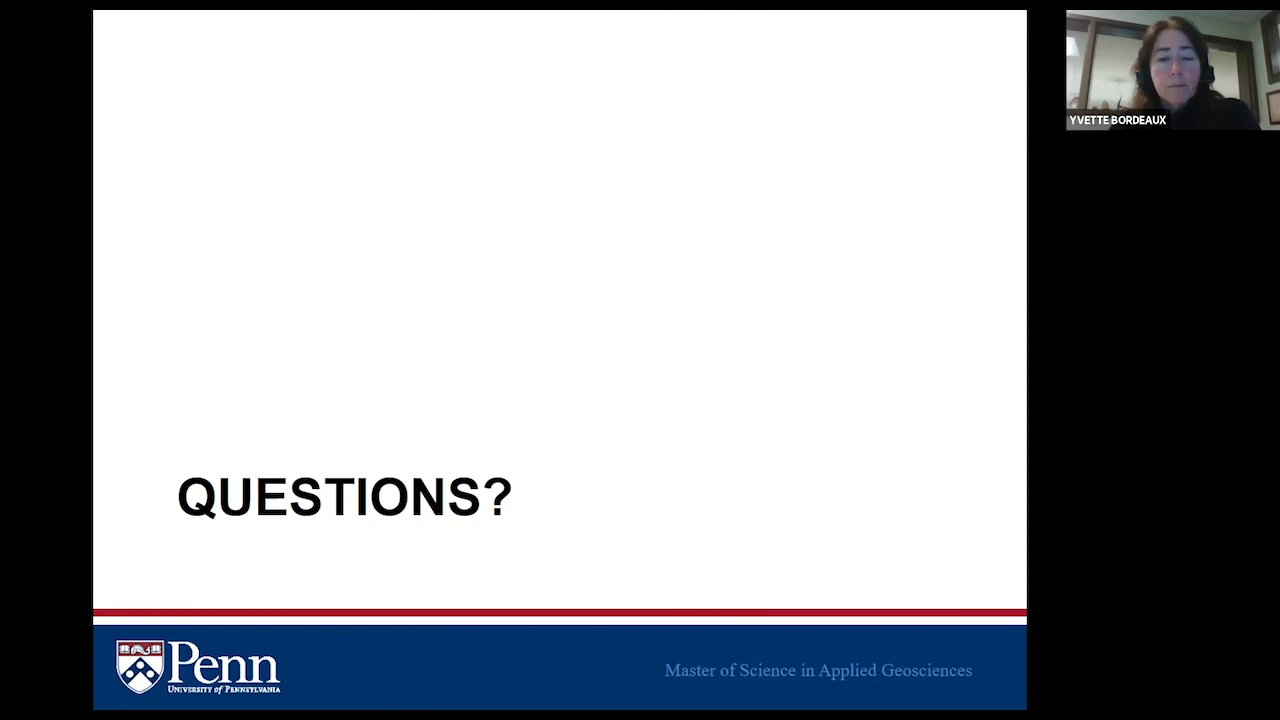 YVETTE BORDEAUX
QUESTIONS?
Penn
UNIVERSITY of PENNSYLVANIA
Master of Science in Applied Geosciences